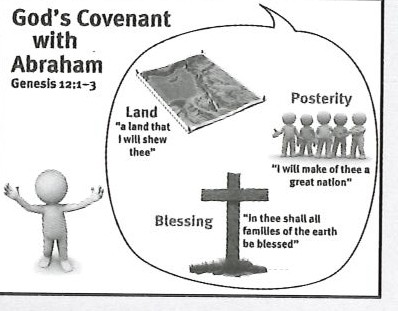 God's Covenant
with
Abraham
Genesis 12:1–3
Land
"a land that
I will shew
thee"
Posterity
"I will make of thee a
great nation"
Blessing
"In thee shall all
families of the earth
be blessed"